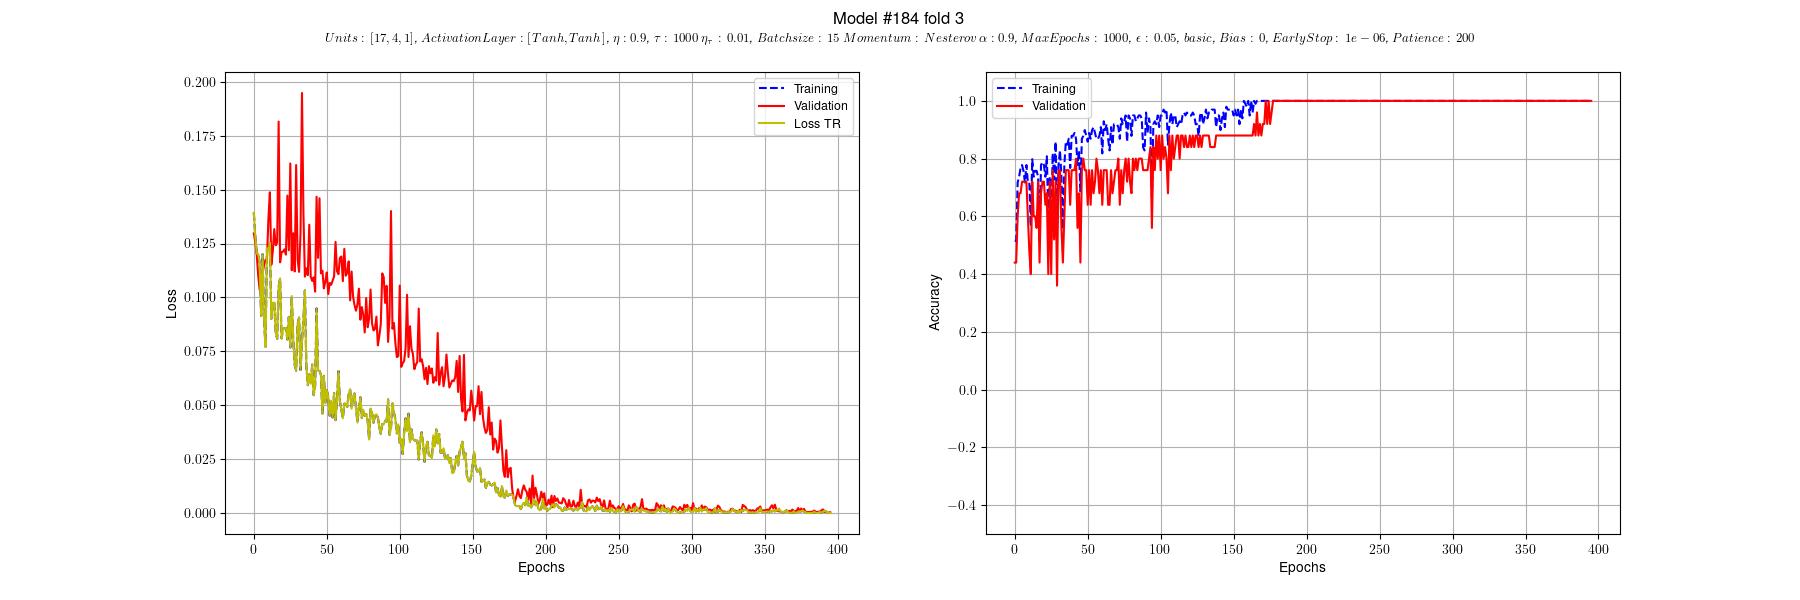 Model #184 fold 3
Units : [17, 4, 1], ActivationLayer : [Tanh, Tanh], η : 0.9, τ : 1000 ητ : 0.01, Batchsize : 15 Momentum : Nesterov α : 0.9, MaxEpochs : 1000, ϵ : 0.05, basic, Bias : 0, EarlyStop : 1e − 06, Patience : 200
0.200
0.175
0.150
0.125
0.100
0.075
0.050
0.025
0.000
Loss
Training
Validation
Loss TR
0 50 100 150 200 250 300 350 400
Epochs
1.0
0.8
0.6
0.4
0.2
0.0
−0.2
−0.4
Accuracy
Training
Validation
0 50 100 150 200 250 300 350 400
Epochs